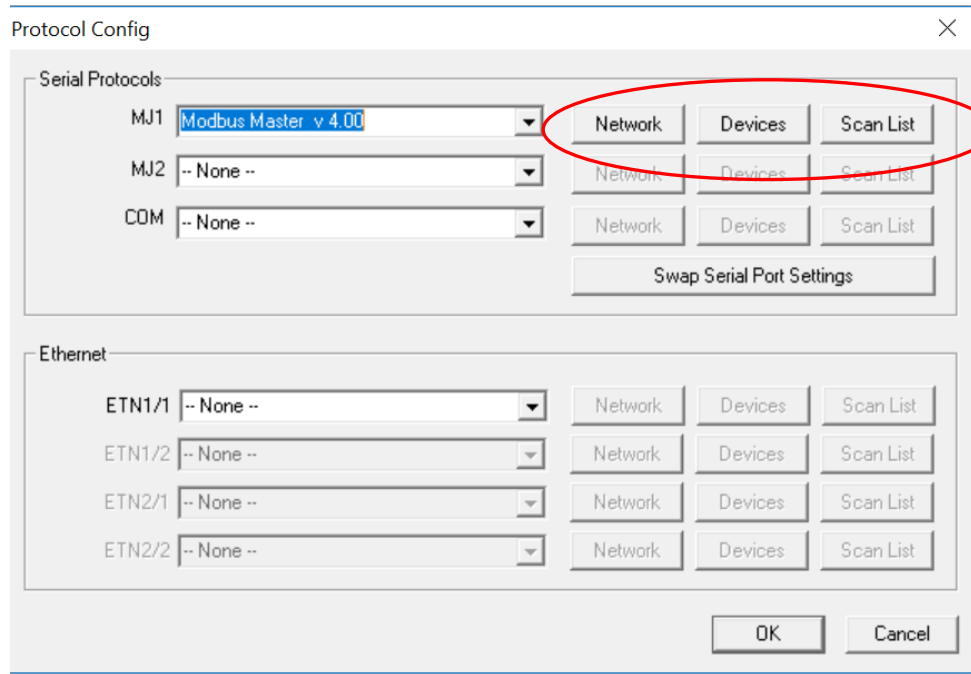 Protocol Config
Serial Protocols
MJ1 Modbus Master v 4.00 Network Devices Scan List
MJ2 -- None -- Network Devices Scan List
COM -- None -- Network Devices Scan List
Swap Serial Port Settings
Ethernet
ETN1/1 -- None -- Network Devices Scan List
ETN1/2 -- None -- Network Devices Scan List
ETN2/1 -- None -- Network Devices Scan List
ETN2/2 -- None -- Network Devices Scan List
OK Cancel